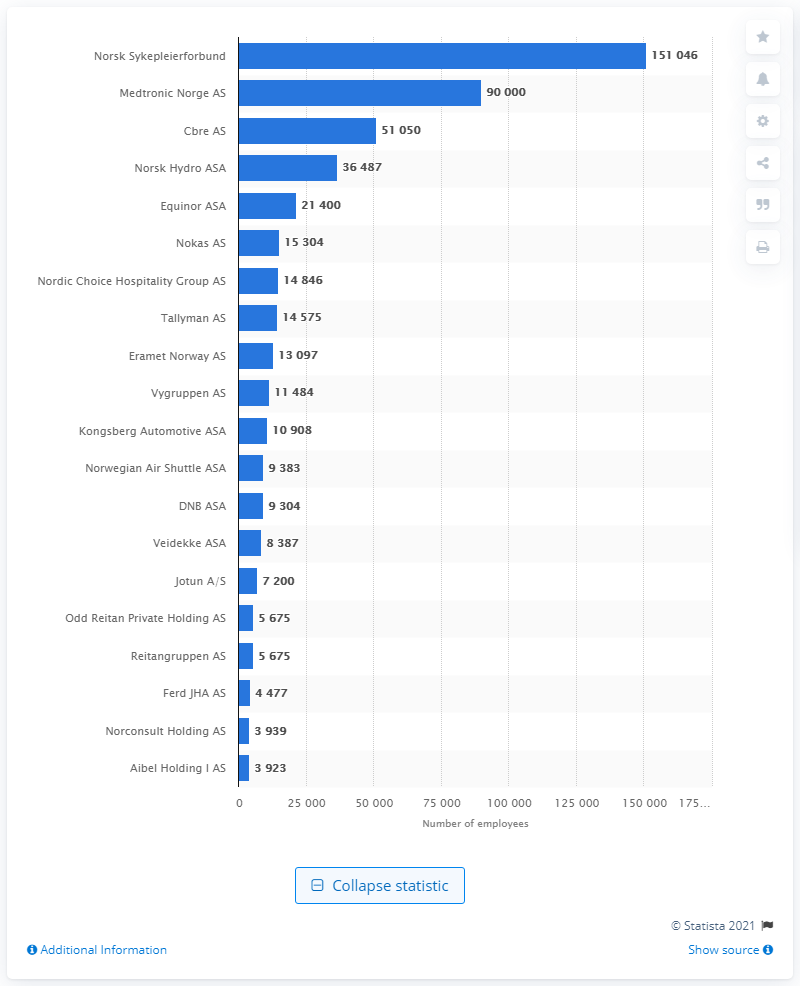 Norsk Sykepleierforbund 151 046
Medtronic Norge AS 90 000
Cbre AS 51 050
Norsk Hydro ASA 36 487
Equinor ASA 21 400
Nokas AS 15 304
Nordic Choice Hospitality Group AS 14 846
Tallyman AS 14 575
Eramet Norway AS 13 097
Vygruppen AS 11 484
Kongsberg Automotive ASA 10 908
Norwegian Air Shuttle ASA 9 383
DNB ASA 9 304
Veidekke ASA 8 387
Jotun A/S 7 200
Odd Reitan Private Holding AS 5 675
Reitangruppen AS 5 675
Ferd JHA AS 4 477
Norconsult Holding AS 3 939
Aibel Holding I AS 3 923
0 25 000 50 000 75 000 100 000 125 000 150 000 175...
Number of employees
Collapse statistic
© Statista 2021
Additional Information Show source